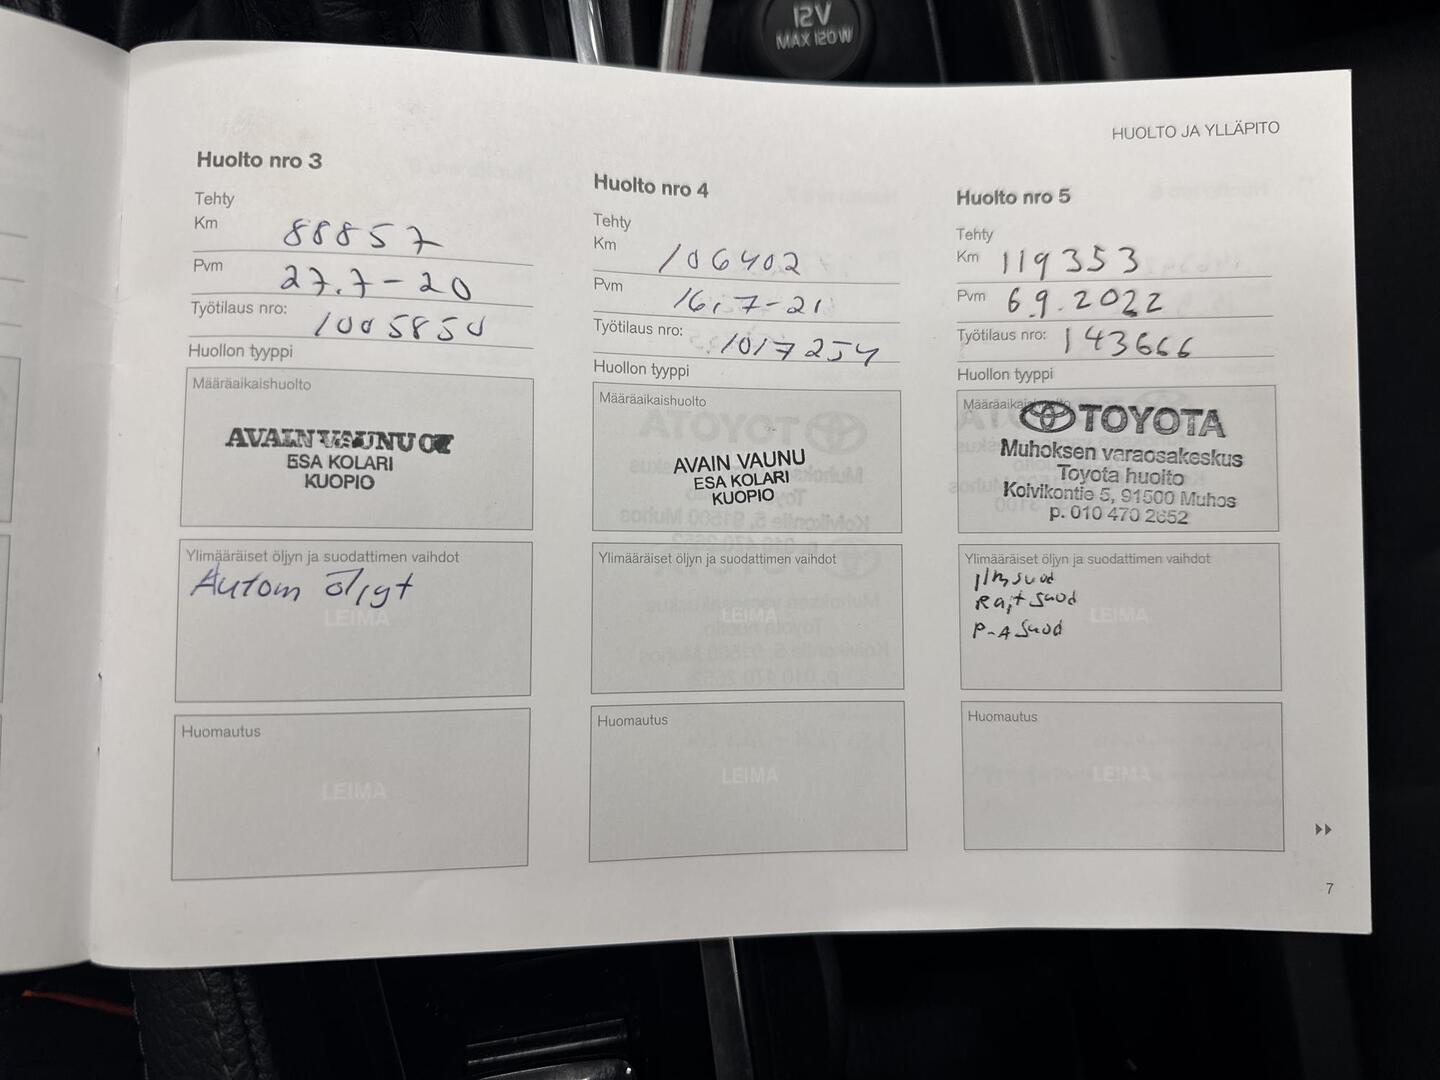 12V
MAX 120W
HUOLTO JA YLLÄPITO
Huolto nro 3
Tehty
Km 88857
Pvm 27.7-20
Työtilaus nro: 1005850
Huollon tyyppi
Määräaikaishuolto
AVAIN VAUNU OY
ESA KOLARI
KUOPIO
Ylimääräiset öljyn ja suodattimen vaihdot
Autom öljyt
LEIMA
Huomautus
LEIMA
Huolto nro 4
Tehty
Km 106402
Pvm 16.7-21
Työtilaus nro: 1017254
Huollon tyyppi
Määräaikaishuolto
AVAIN VAUNU
ESA KOLARI
KUOPIO
Ylimääräiset öljyn ja suodattimen vaihdot
LEIMA
Huomautus
LEIMA
Huolto nro 5
Tehty
Km 119353
Pvm 6.9.2022
Työtilaus nro: 143666
Huollon tyyppi
Määräaikaishuolto
TOYOTA
Muhoksen varaosakeskus
Toyota huolto
Koivikontie 5, 91500 Muhos
p. 010 470 2652
Ylimääräiset öljyn ja suodattimen vaihdot
ilm suod
Rait suod
P-A suod
LEIMA
Huomautus
LEIMA
7